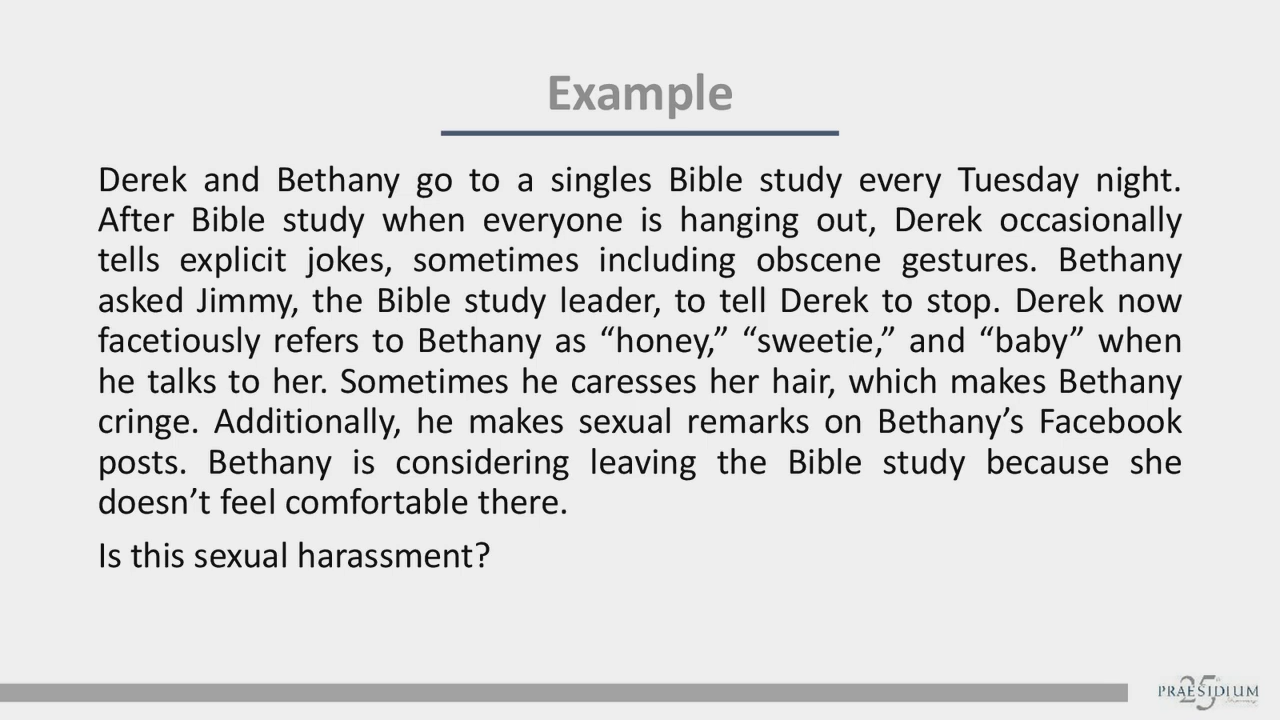 Example
Derek and Bethany go to a singles Bible study every Tuesday night.
After Bible study when everyone is hanging out, Derek occasionally
tells explicit jokes, sometimes including obscene gestures. Bethany
asked Jimmy, the Bible study leader, to tell Derek to stop. Derek now
facetiously refers to Bethany as “honey,” “sweetie,” and “baby” when
he talks to her. Sometimes he caresses her hair, which makes Bethany
cringe. Additionally, he makes sexual remarks on Bethany’s Facebook
posts. Bethany is considering leaving the Bible study because she
doesn’t feel comfortable there.
Is this sexual harassment?
25
PRAESIDIUM